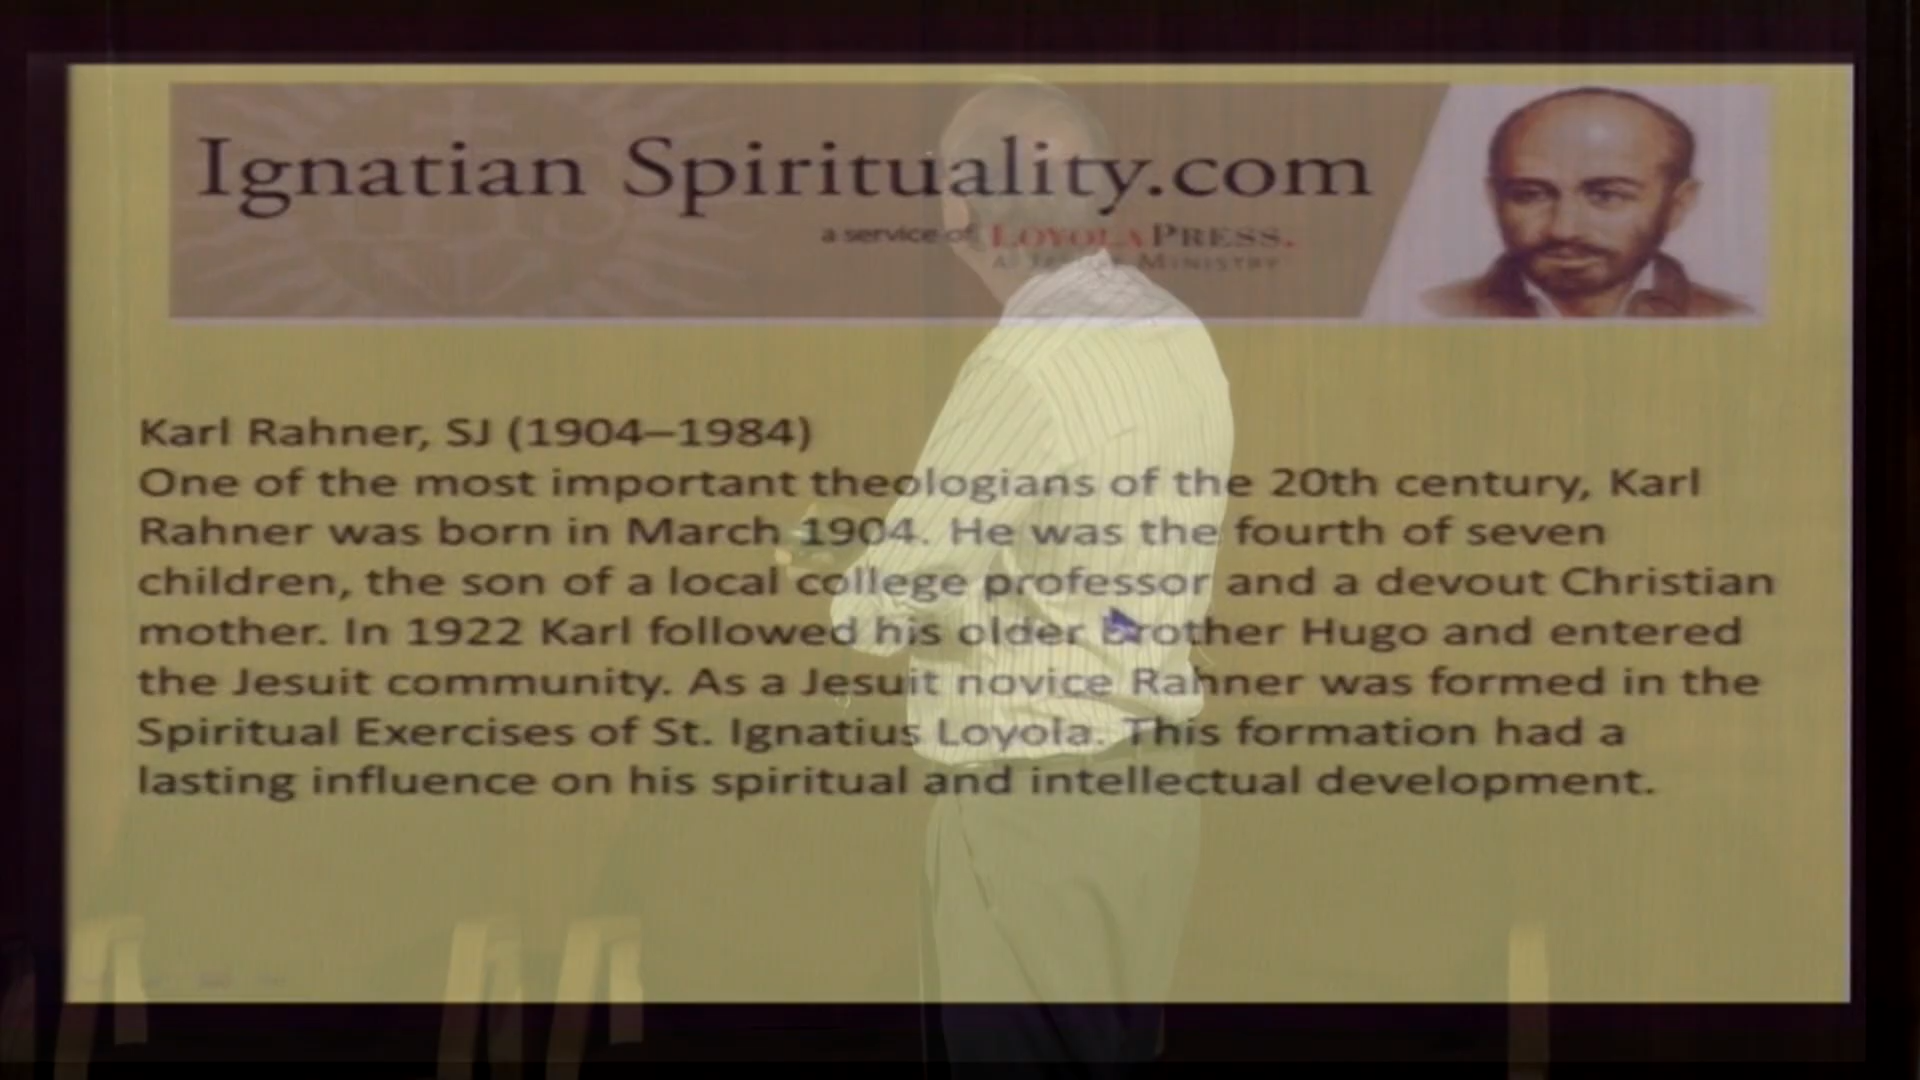 Ignatian Spirituality.com
a service of LOYOLAPRESS.
A JESUIT MINISTRY
Karl Rahner, SJ (1904–1984)
One of the most important theologians of the 20th century, Karl
Rahner was born in March 1904. He was the fourth of seven
children, the son of a local college professor and a devout Christian
mother. In 1922 Karl followed his older brother Hugo and entered
the Jesuit community. As a Jesuit novice Rahner was formed in the
Spiritual Exercises of St. Ignatius Loyola. This formation had a
lasting influence on his spiritual and intellectual development.